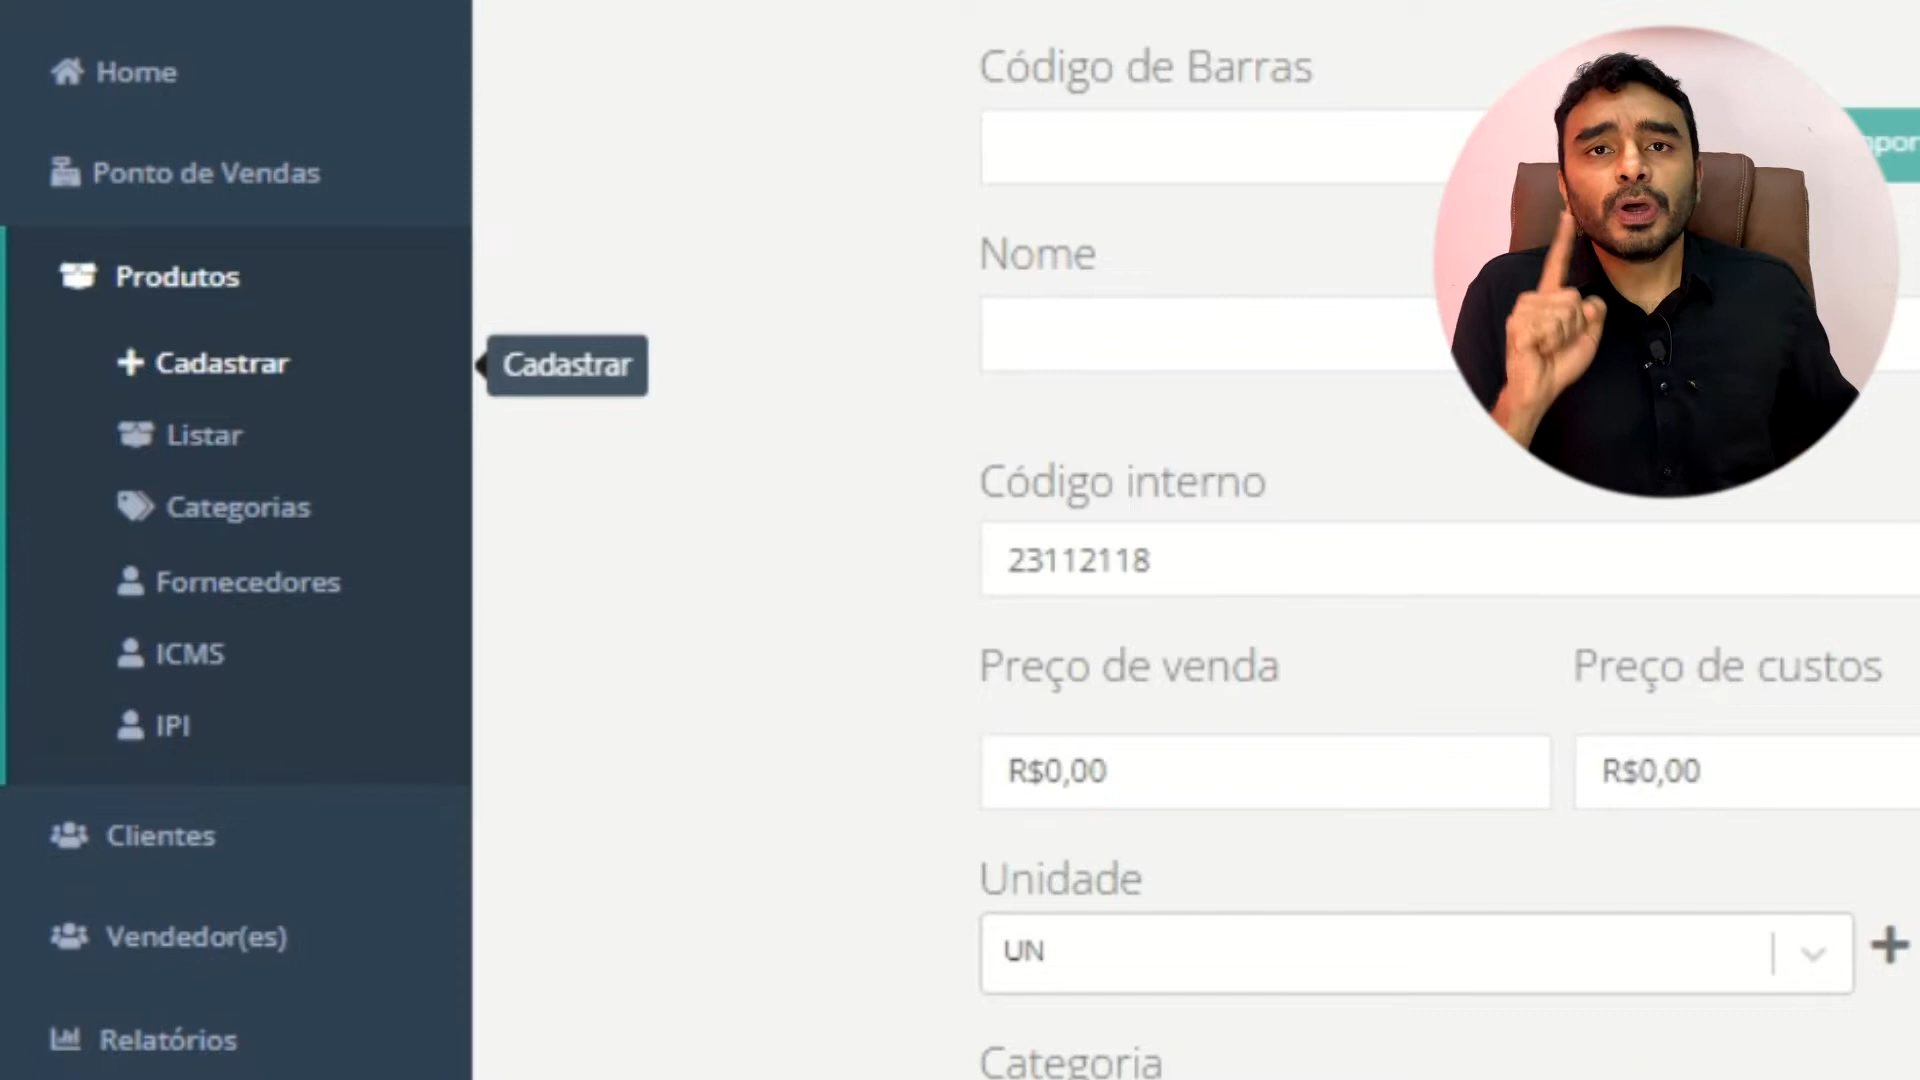 Home
Ponto de Vendas
Produtos
Cadastrar
Listar
Categorias
Fornecedores
ICMS
IPI
Clientes
Vendedor(es)
Relatórios
Cadastrar
Código de Barras
Nome
Código interno
23112118
Preço de venda
Preço de custos
R$0,00
R$0,00
Unidade
UN
Categoria